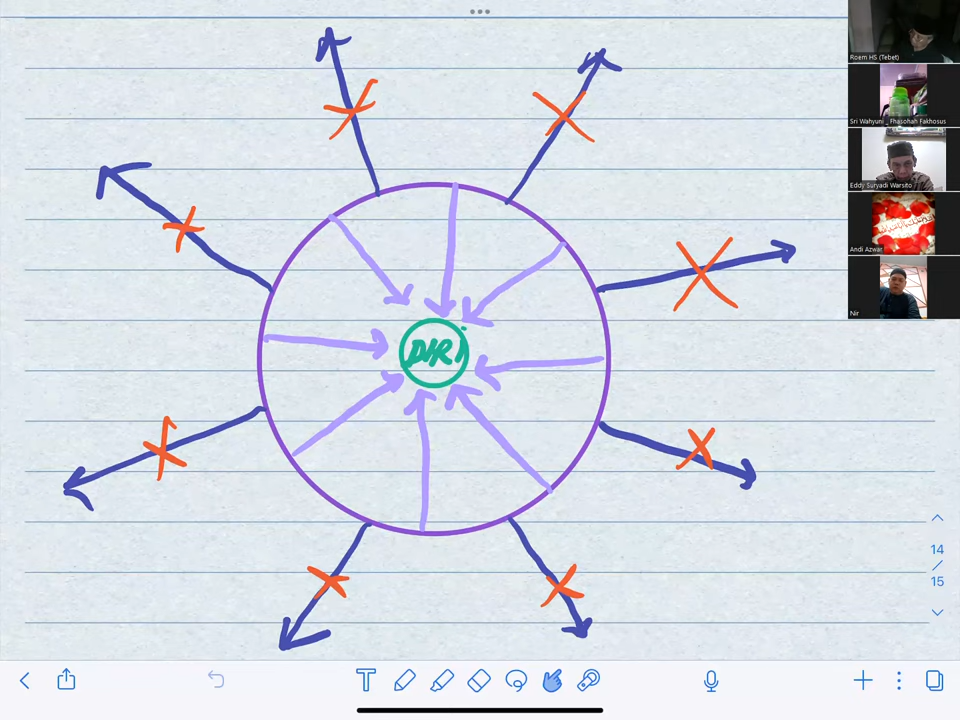 Roem HS (Tebet)
Sri Wahyuni _ Fhasohah Fakhosus
Eddy Suryadi Warsito
Andi Azwar
Nir
DIRi
14
/
15
T